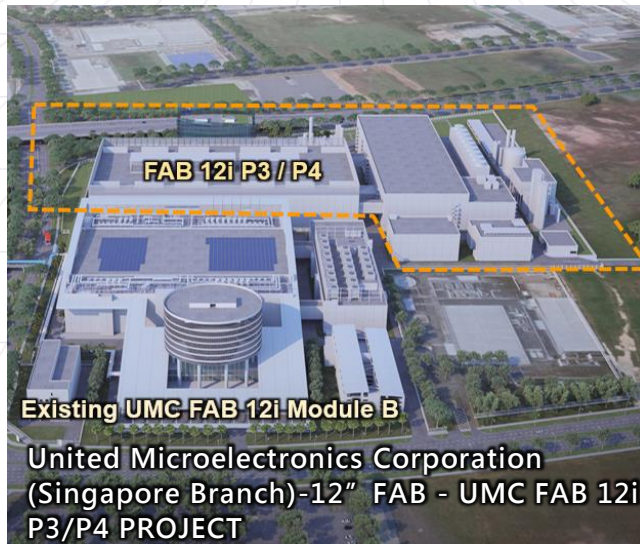 FAB 12i P3 / P4
Existing UMC FAB 12i Module B
United Microelectronics Corporation
(Singapore Branch)-12” FAB - UMC FAB 12i
P3/P4 PROJECT